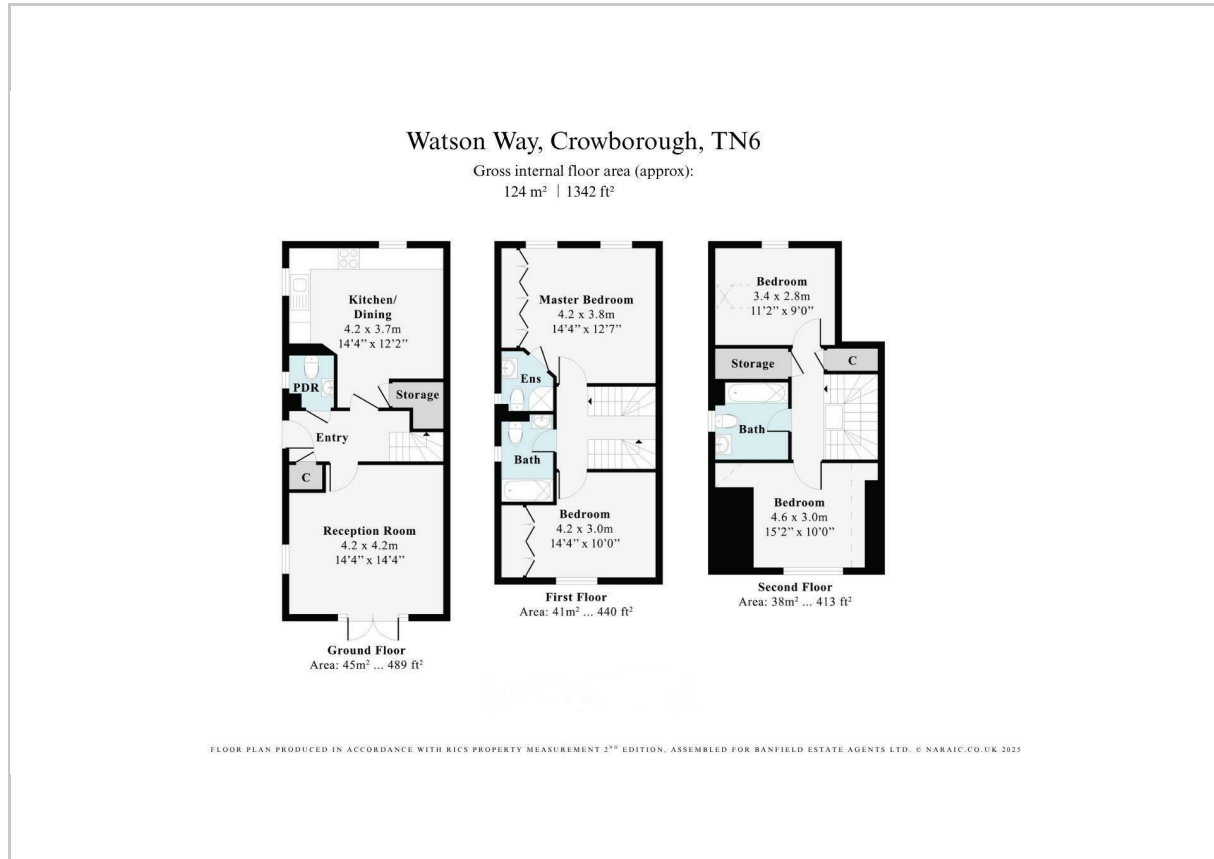 Watson Way, Crowborough, TN6
Gross internal floor area (approx):
124 m² | 1342 ft²
Kitchen/
Dining
4.2 x 3.7m
14'4'' x 12'2''
PDR
Storage
Entry
C
Reception Room
4.2 x 4.2m
14'4'' x 14'4''
Ground Floor
Area: 45m² ... 489 ft²
Master Bedroom
4.2 x 3.8m
14'4'' x 12'7''
Ens
Bath
Bedroom
4.2 x 3.0m
14'4'' x 10'0''
First Floor
Area: 41m² ... 440 ft²
Bedroom
3.4 x 2.8m
11'2'' x 9'0''
Storage
C
Bath
Bedroom
4.6 x 3.0m
15'2'' x 10'0''
Second Floor
Area: 38m² ... 413 ft²
FLOOR PLAN PRODUCED IN ACCORDANCE WITH RICS PROPERTY MEASUREMENT 2ND EDITION, ASSEMBLED FOR BANFIELD ESTATE AGENTS LTD. © NARAIC.CO.UK 2025